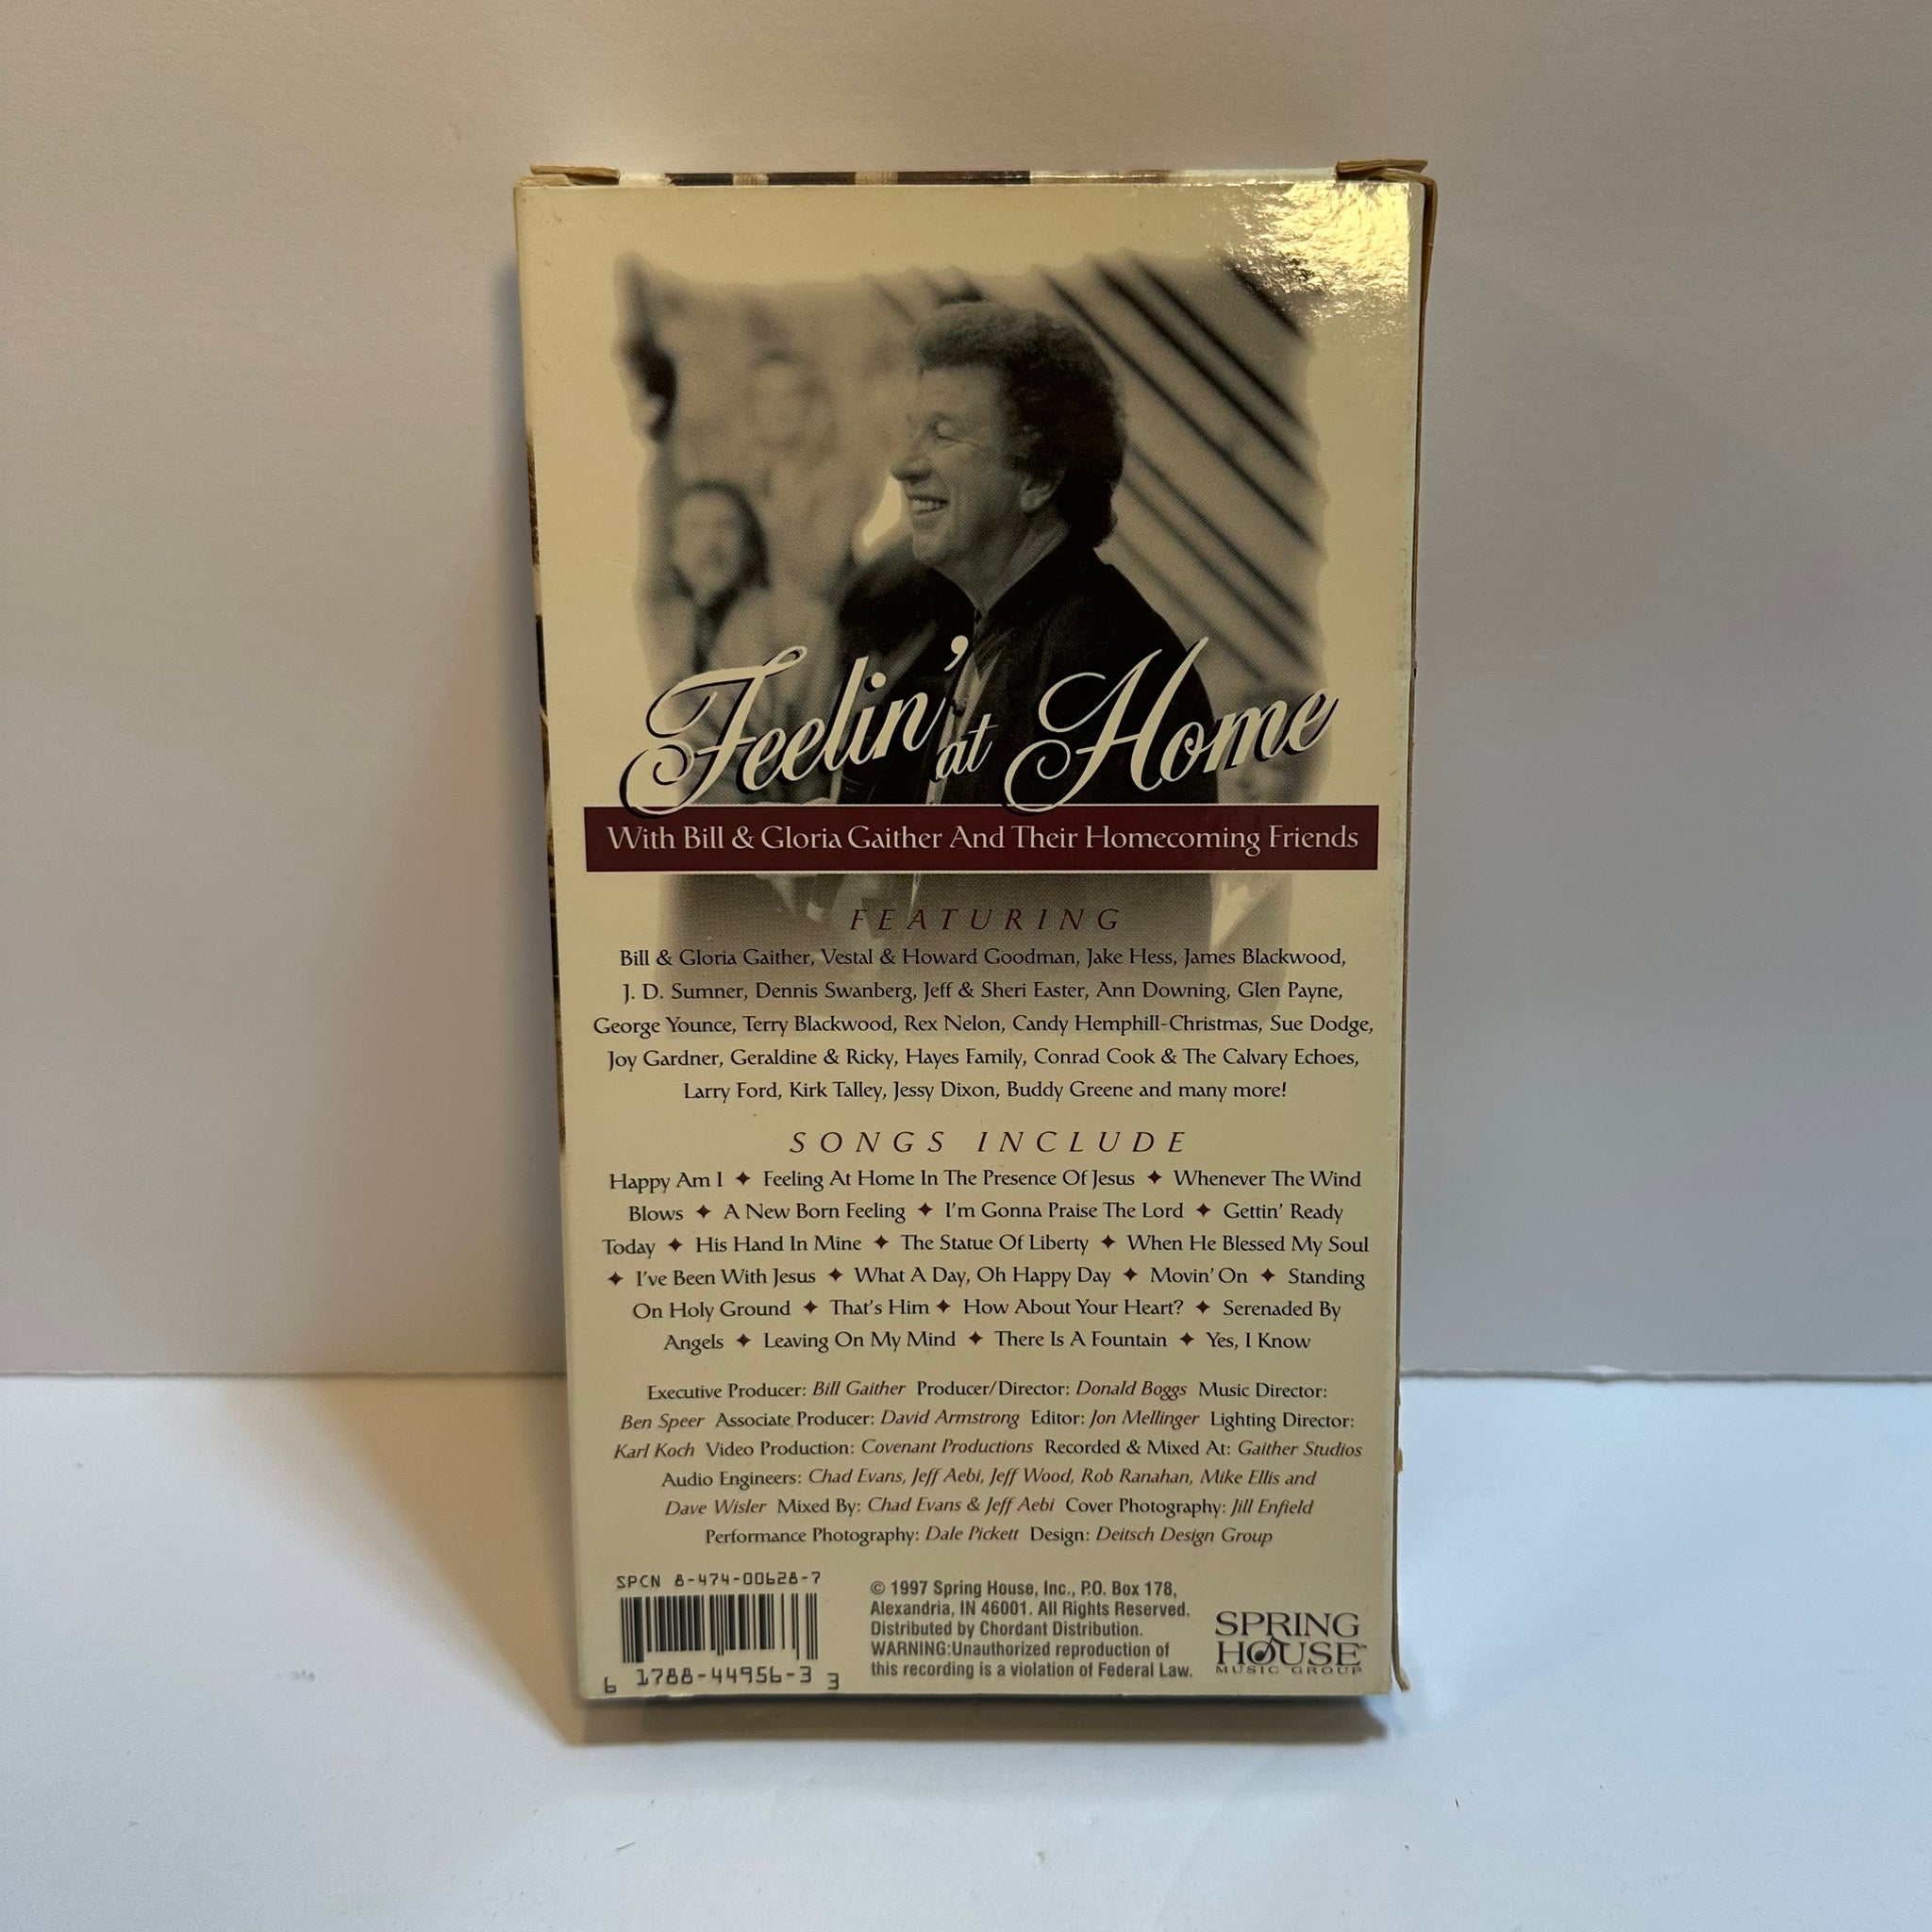 Feelin' at Home
With Bill & Gloria Gaither And Their Homecoming Friends
FEATURING
Bill & Gloria Gaither, Vestal & Howard Goodman, Jake Hess, James Blackwood,
J. D. Sumner, Dennis Swanberg, Jeff & Sheri Easter, Ann Downing, Glen Payne,
George Younce, Terry Blackwood, Rex Nelon, Candy Hemphill-Christmas, Sue Dodge,
Joy Gardner, Geraldine & Ricky, Hayes Family, Conrad Cook & The Calvary Echoes,
Larry Ford, Kirk Talley, Jessy Dixon, Buddy Greene and many more!
SONGS INCLUDE
Happy Am I ✦ Feeling At Home In The Presence Of Jesus ✦ Whenever The Wind
Blows ✦ A New Born Feeling ✦ I'm Gonna Praise The Lord ✦ Gettin' Ready
Today ✦ His Hand In Mine ✦ The Statue Of Liberty ✦ When He Blessed My Soul
✦ I've Been With Jesus ✦ What A Day, Oh Happy Day ✦ Movin' On ✦ Standing
On Holy Ground ✦ That's Him ✦ How About Your Heart? ✦ Serenaded By
Angels ✦ Leaving On My Mind ✦ There Is A Fountain ✦ Yes, I Know
Executive Producer: Bill Gaither Producer/Director: Donald Boggs Music Director:
Ben Speer Associate Producer: David Armstrong Editor: Jon Mellinger Lighting Director:
Karl Koch Video Production: Covenant Productions Recorded & Mixed At: Gaither Studios
Audio Engineers: Chad Evans, Jeff Aebi, Jeff Wood, Rob Ranahan, Mike Ellis and
Dave Wisler Mixed By: Chad Evans & Jeff Aebi Cover Photography: Jill Enfield
Performance Photography: Dale Pickett Design: Deitsch Design Group
SPCN 8-474-00628-7
6 1788-44956-3 3
© 1997 Spring House, Inc., P.O. Box 178,
Alexandria, IN 46001. All Rights Reserved.
Distributed by Chordant Distribution.
WARNING:Unauthorized reproduction of
this recording is a violation of Federal Law.
SPRING
HOUSE™
MUSIC GROUP